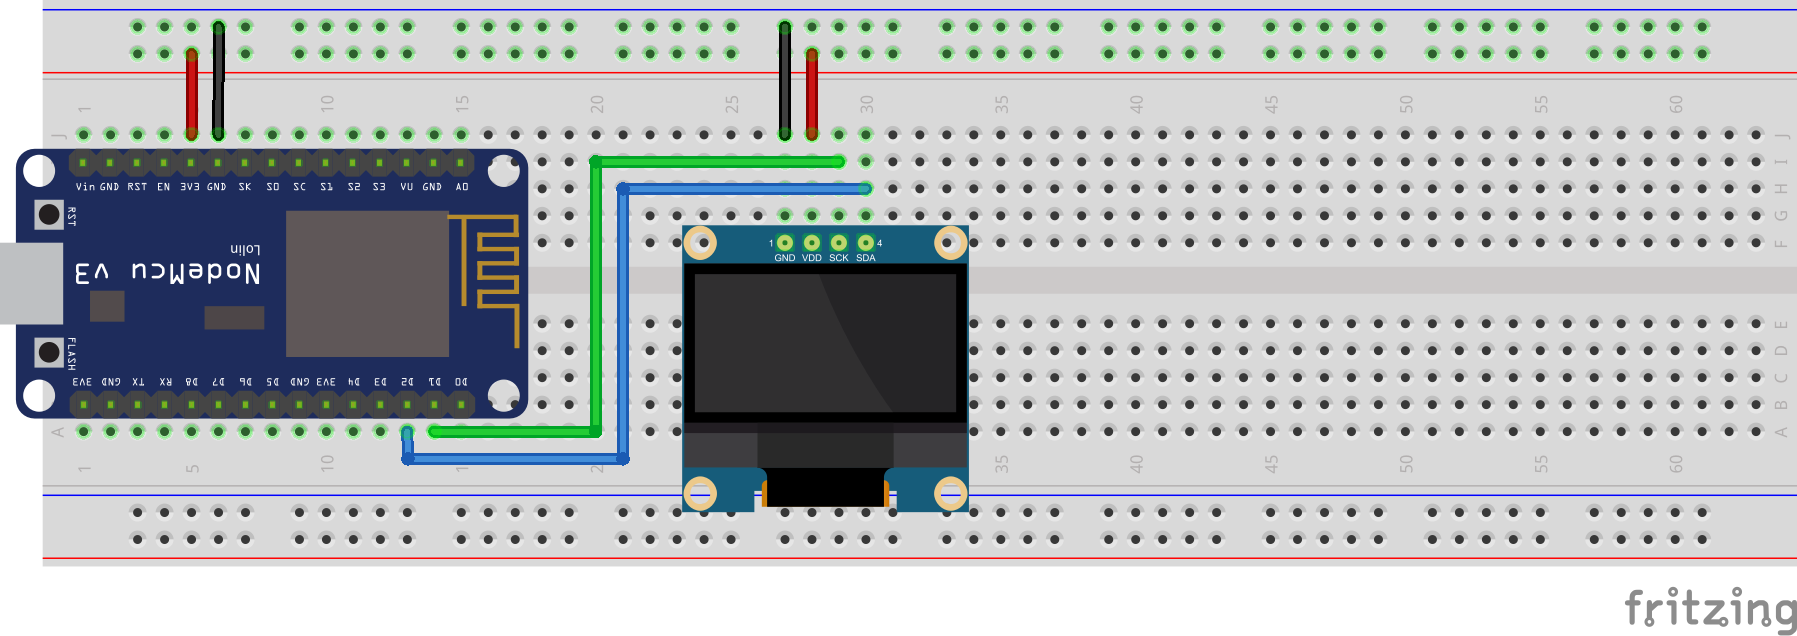 1 10 15 20 25 30 35 40 45 50 55 60
J J
I
Vin GND RST EN 3V3 GND SK SO SC S1 S2 S3 VU GND AO
H
RST
G
Lolin
F
1 4
GND VDD SCK SDA
NodeMcu v3
E
FLASH
D
C
3V3 GND TX RX D8 D7 D6 D5 GND 3V3 D4 D3 D2 D1 D0
B
A A
1 5 10 1 2 35 40 45 50 55 60
fritzing